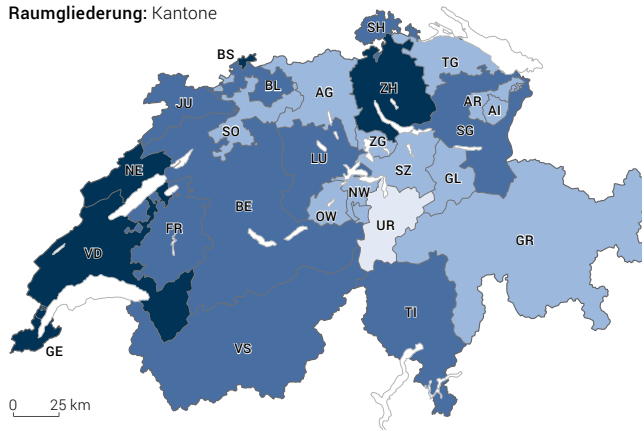 Raumgliederung: Kantone
SH
BS
TG
BL
ZH
AG
JU
AR
AI
SO
SG
ZG
LU
NE
SZ
GL
NW
BE
OW
FR
UR
GR
VD
TI
VS
GE
0 25 km